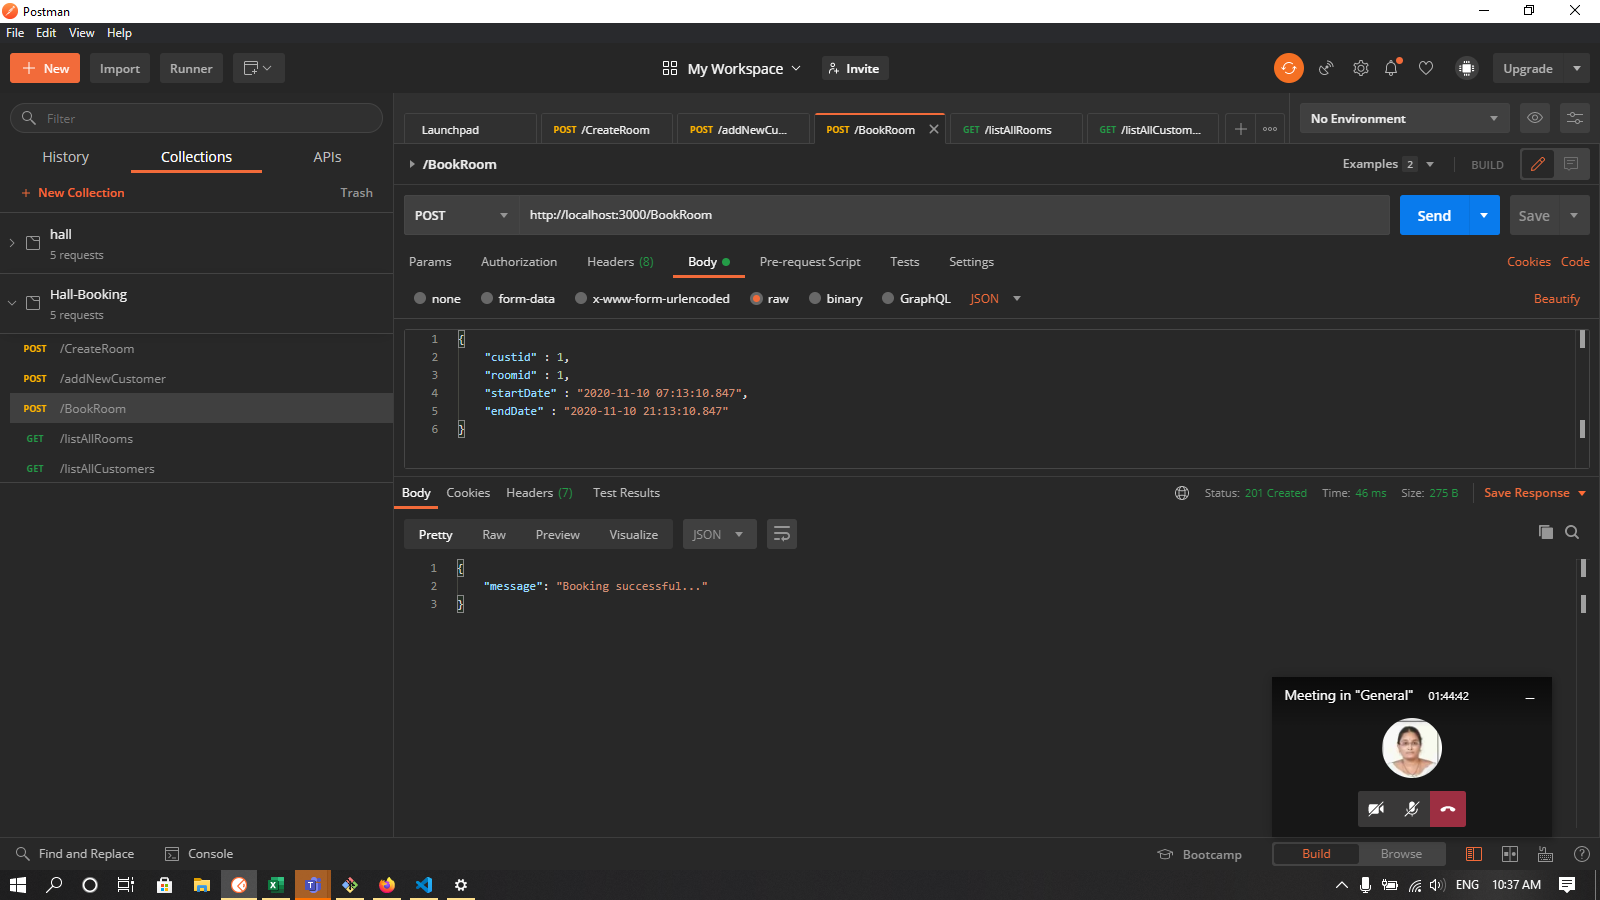 Postman
File Edit View Help
New Import Runner My Workspace Invite Upgrade
Filter
History Collections APIs
New Collection Trash
hall
5 requests
Hall-Booking
5 requests
POST /CreateRoom
POST /addNewCustomer
POST /BookRoom
GET /listAllRooms
GET /listAllCustomers
Launchpad POST /CreateRoom POST /addNewCu... POST /BookRoom GET /listAllRooms GET /listAllCustom... No Environment
/BookRoom Examples 2 BUILD
POST http://localhost:3000/BookRoom Send Save
Params Authorization Headers (8) Body Pre-request Script Tests Settings Cookies Code
none form-data x-www-form-urlencoded raw binary GraphQL JSON Beautify
1 {
2 "custid" : 1,
3 "roomid" : 1,
4 "startDate" : "2020-11-10 07:13:10.847",
5 "endDate" : "2020-11-10 21:13:10.847"
6 }
Body Cookies Headers (7) Test Results Status: 201 Created Time: 46 ms Size: 275 B Save Response
Pretty Raw Preview Visualize JSON
1 {
2 "message": "Booking successful..."
3 }
Meeting in "General" 01:44:42
Find and Replace Console Bootcamp Build Browse
ENG 10:37 AM